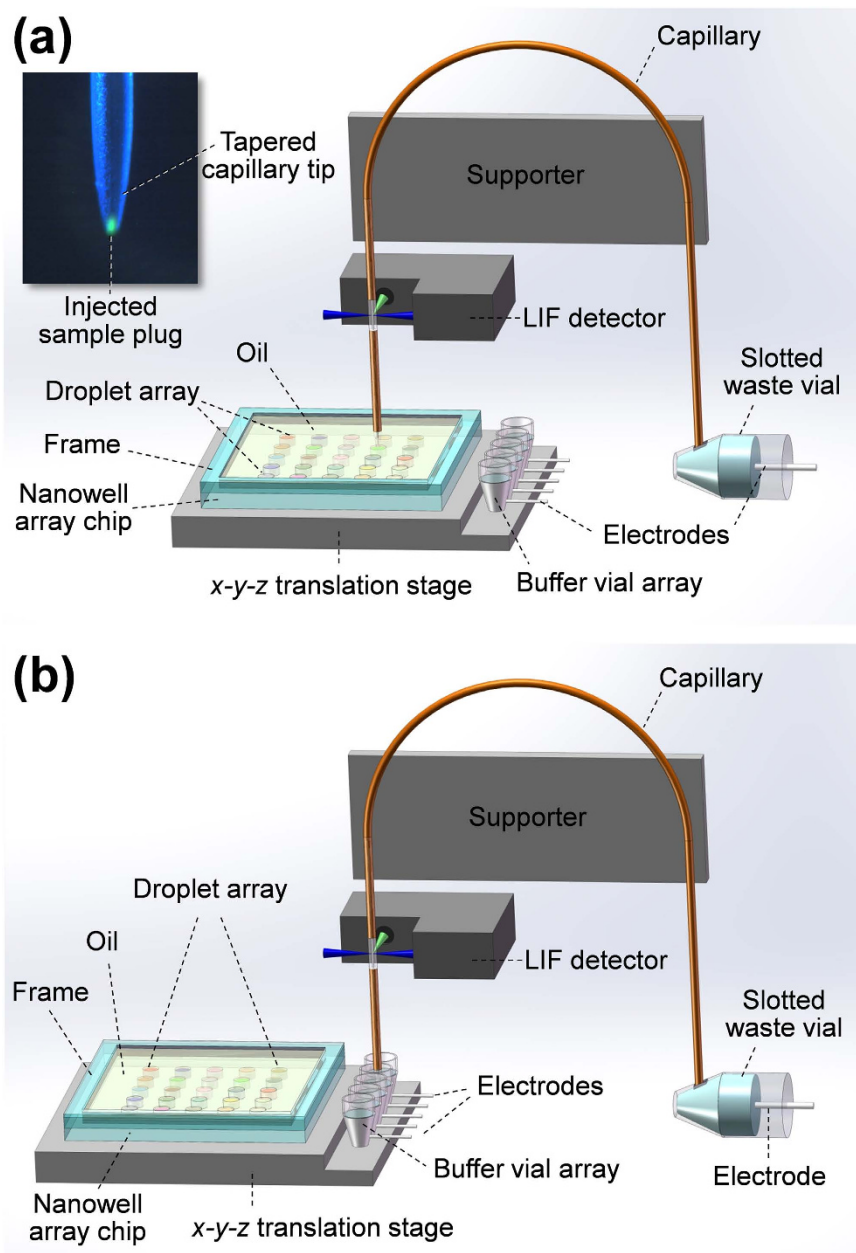 (a)
Capillary
Tapered
capillary tip
Supporter
Injected
sample plug
LIF detector
Oil
Droplet array
Slotted
waste vial
Frame
Nanowell
array chip
Electrodes
x-y-z translation stage
Buffer vial array
(b)
Capillary
Supporter
Droplet array
Oil
LIF detector
Frame
Slotted
waste vial
Electrodes
Buffer vial array
Electrode
Nanowell
array chip
x-y-z translation stage